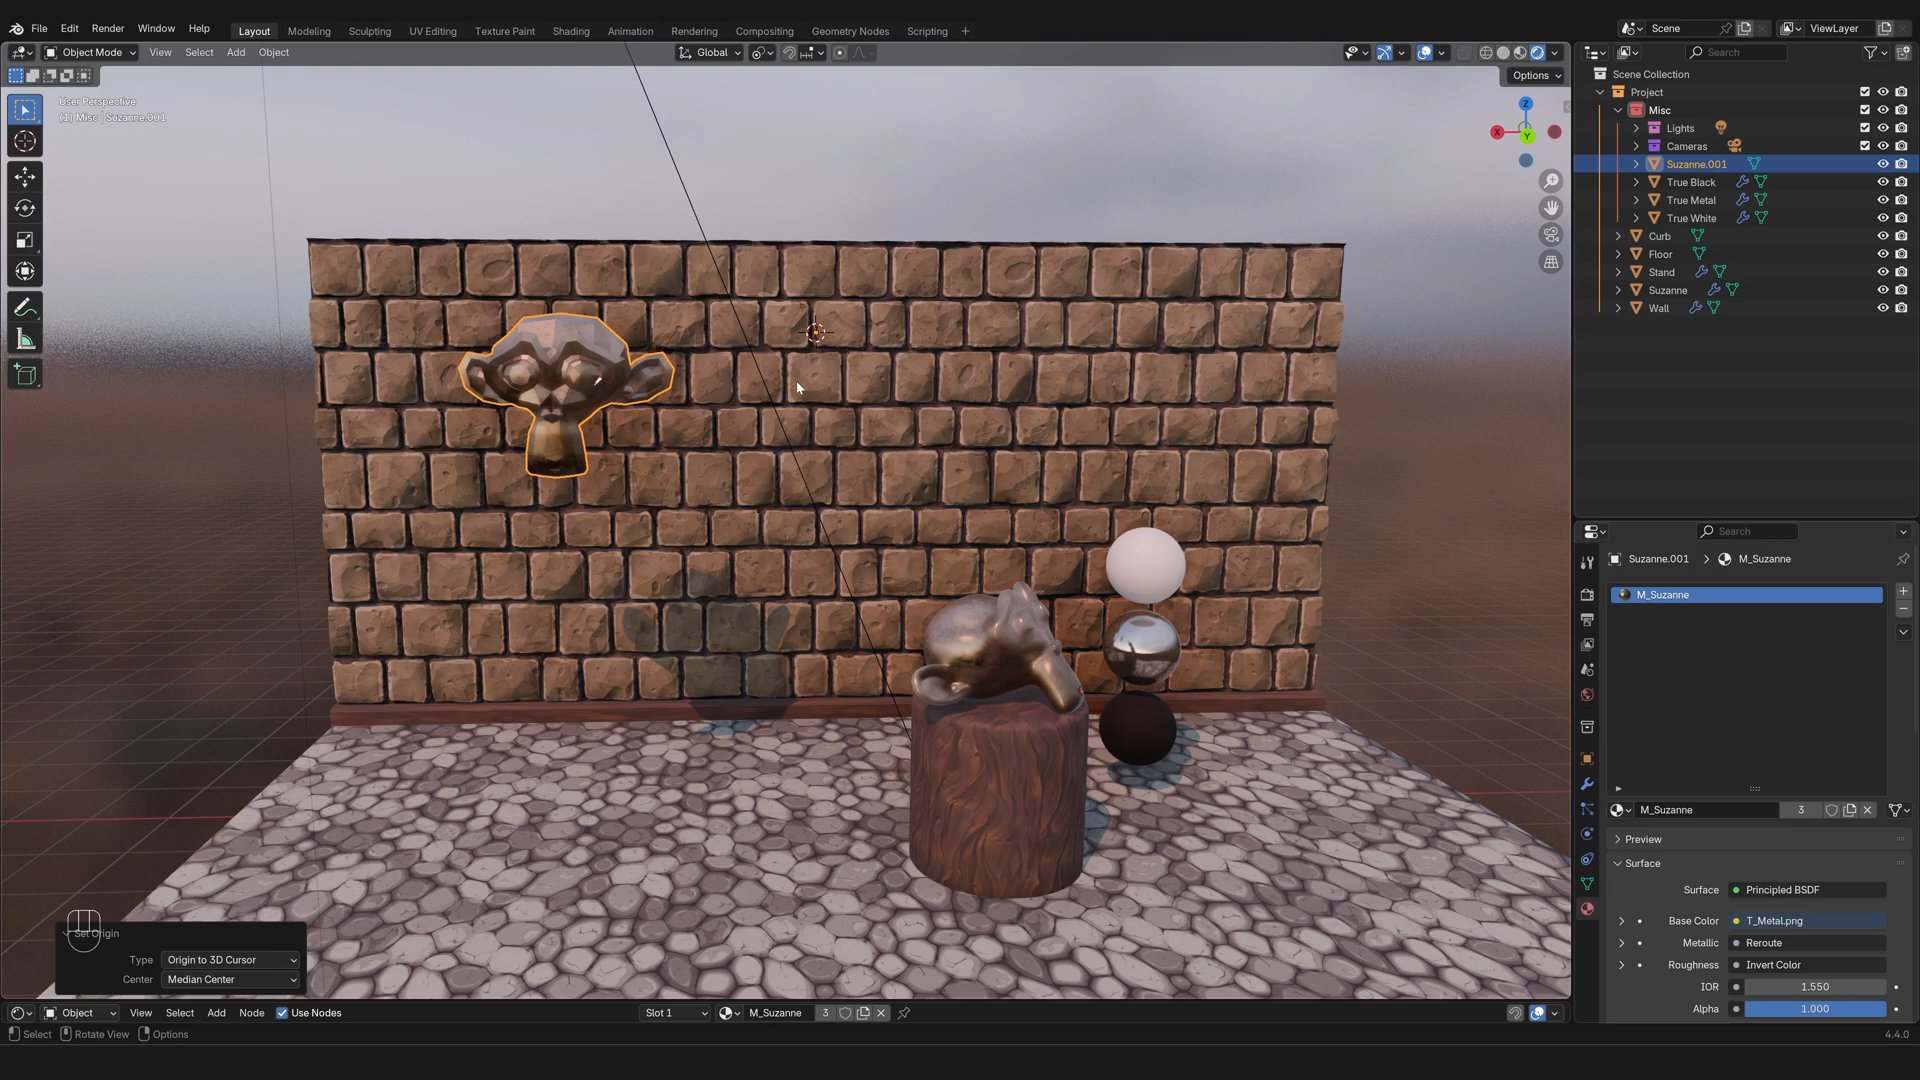 File Edit Render Window Help
Layout Modeling Sculpting UV Editing Texture Paint Shading Animation Rendering Compositing Geometry Nodes Scripting +
Scene
ViewLayer
Object Mode View Select Add Object
Global
Search
Options
User Perspective
(1) Misc | Suzanne.001
Z
X
Y
Scene Collection
Project
Misc
Lights
Cameras
Suzanne.001
True Black
True Metal
True White
Curb
Floor
Stand
Suzanne
Wall
Search
Suzanne.001 > M_Suzanne
M_Suzanne
M_Suzanne 3
Preview
Surface
Surface Principled BSDF
Base Color T_Metal.png
Metallic Reroute
Roughness Invert Color
IOR 1.550
Alpha 1.000
Set Origin
Type Origin to 3D Cursor
Center Median Center
Object View Select Add Node Use Nodes
Slot 1
M_Suzanne 3
Select Rotate View Options
4.4.0